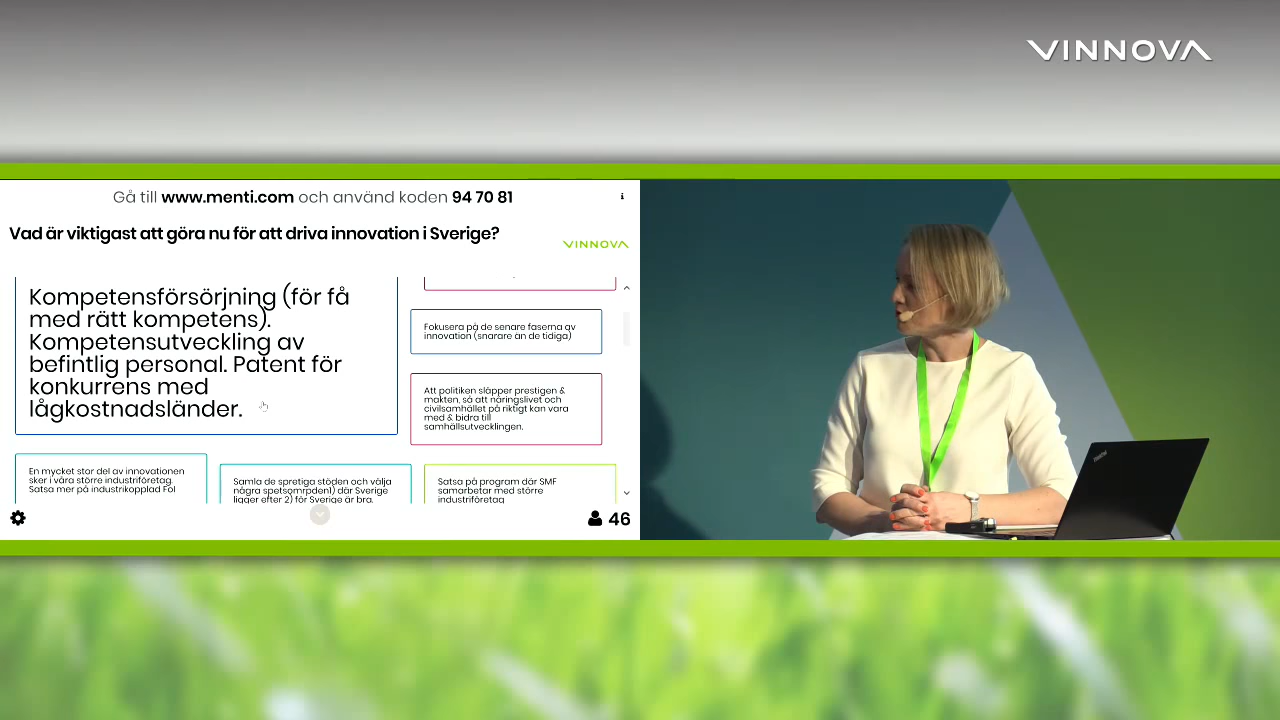 VINNOVA
Gå till www.menti.com och använd koden 94 70 81
Vad är viktigast att göra nu för att driva innovation i Sverige?
VINNOVA
Kompetensförsörjning (för få
med rätt kompetens).
Kompetensutveckling av
befintlig personal. Patent för
konkurrens med
lågkostnadsländer.
Fokusera på de senare faserna av
innovation (snarare än de tidiga)
Att politiken släpper prestigen &
makten, så att näringslivet och
civilsamhället på riktigt kan vara
med & bidra till
samhällsutvecklingen.
En mycket stor del av innovationen
sker i våra större industriföretag
Satsa mer på industrikopplad FoI
Samla de spretiga stöden och välja
några spetsområden) där Sverige
ligger efter 2) för Sverige är bra.
Satsa på program där SMF
samarbetar med större
industriföretag
46
ThinkPad